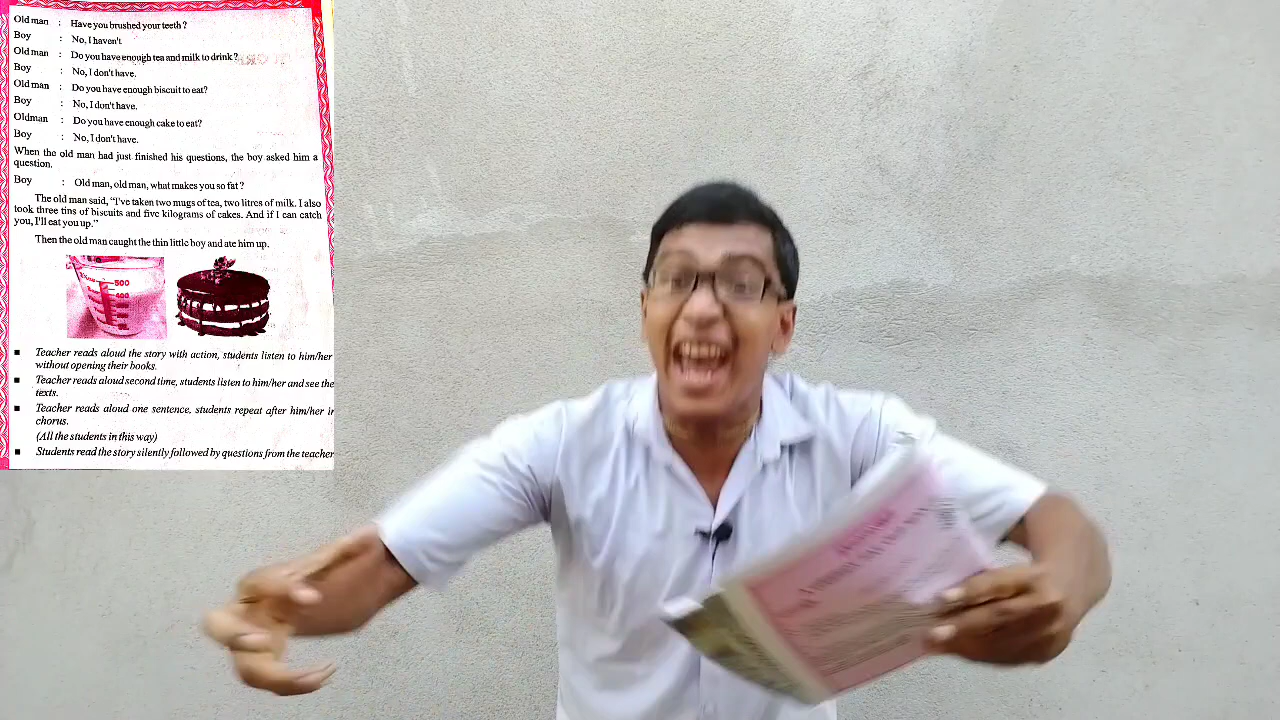 Old man : Have you brushed your teeth ?
Boy : No, I haven't
Old man : Do you have enough tea and milk to drink ?
Boy : No, I don't have.
Old man : Do you have enough biscuit to eat?
Boy : No, I don't have.
Oldman : Do you have enough cake to eat?
Boy : No, I don't have.
When the old man had just finished his questions, the boy asked him a
question.
Boy : Old man, old man, what makes you so fat ?
The old man said, “I've taken two mugs of tea, two litres of milk. I also
took three tins of biscuits and five kilograms of cakes. And if I can catch
you, I'll eat you up.”
Then the old man caught the thin little boy and ate him up.
500
400
■ Teacher reads aloud the story with action, students listen to him/her
without opening their books.
■ Teacher reads aloud second time, students listen to him/her and see the
texts.
■ Teacher reads aloud one sentence, students repeat after him/her in
chorus.
(All the students in this way)
■ Students read the story silently followed by questions from the teacher